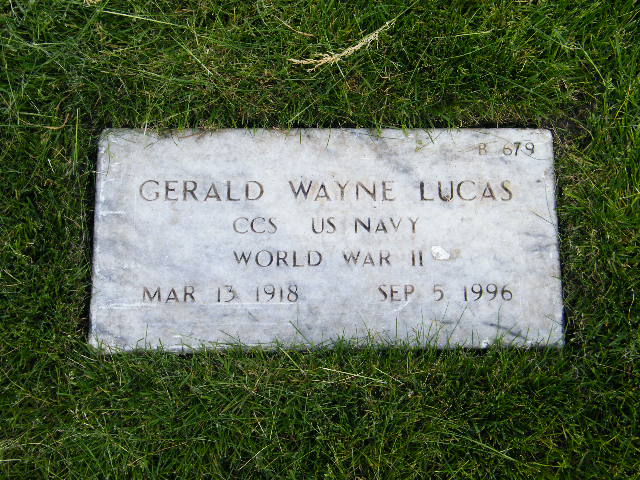 R 679
GERALD WAYNE LUCAS
CCS US NAVY
WORLD WAR II
MAR 13 1918 SEP 5 1996